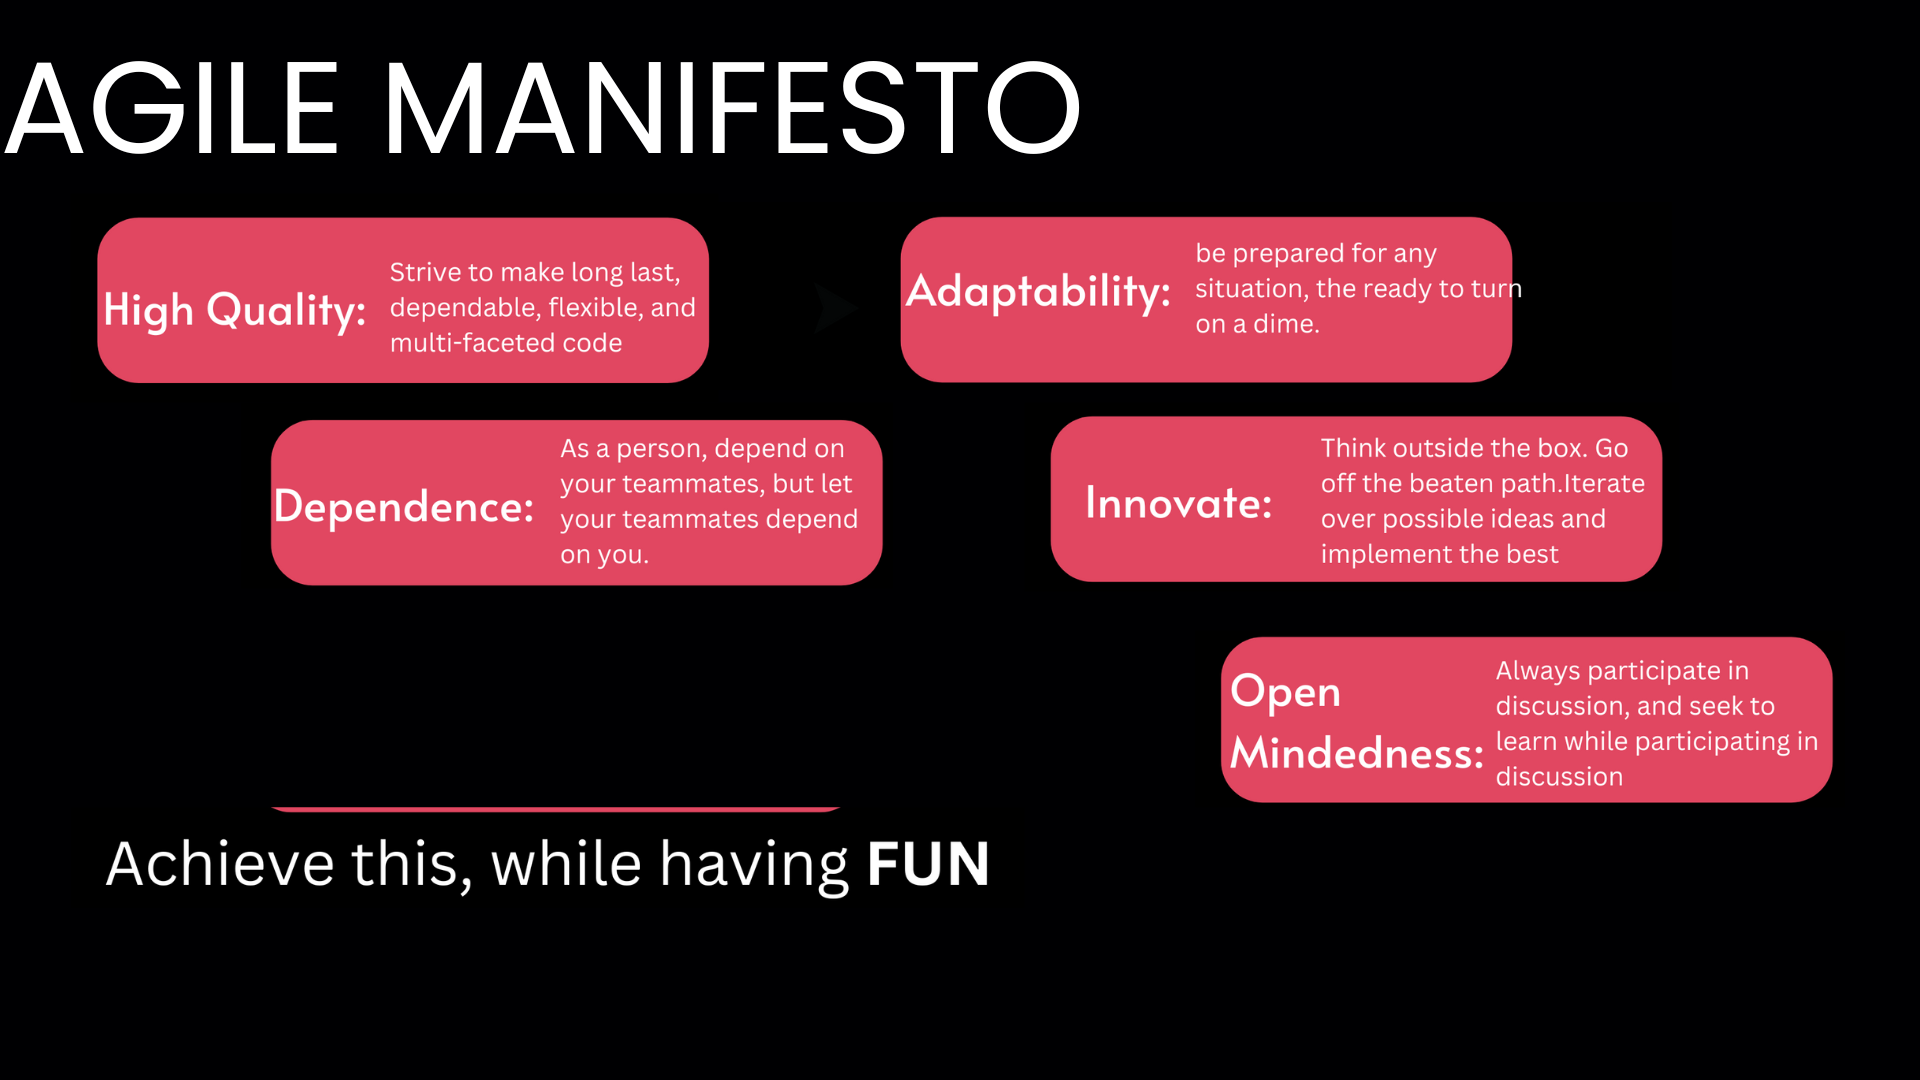 AGILE MANIFESTO
High Quality:
Strive to make long last,
dependable, flexible, and
multi-faceted code
Adaptability:
be prepared for any
situation, the ready to turn
on a dime.
Dependence:
As a person, depend on
your teammates, but let
your teammates depend
on you.
Innovate:
Think outside the box. Go
off the beaten path.Iterate
over possible ideas and
implement the best
Open
Mindedness:
Always participate in
discussion, and seek to
learn while participating in
discussion
Achieve this, while having FUN